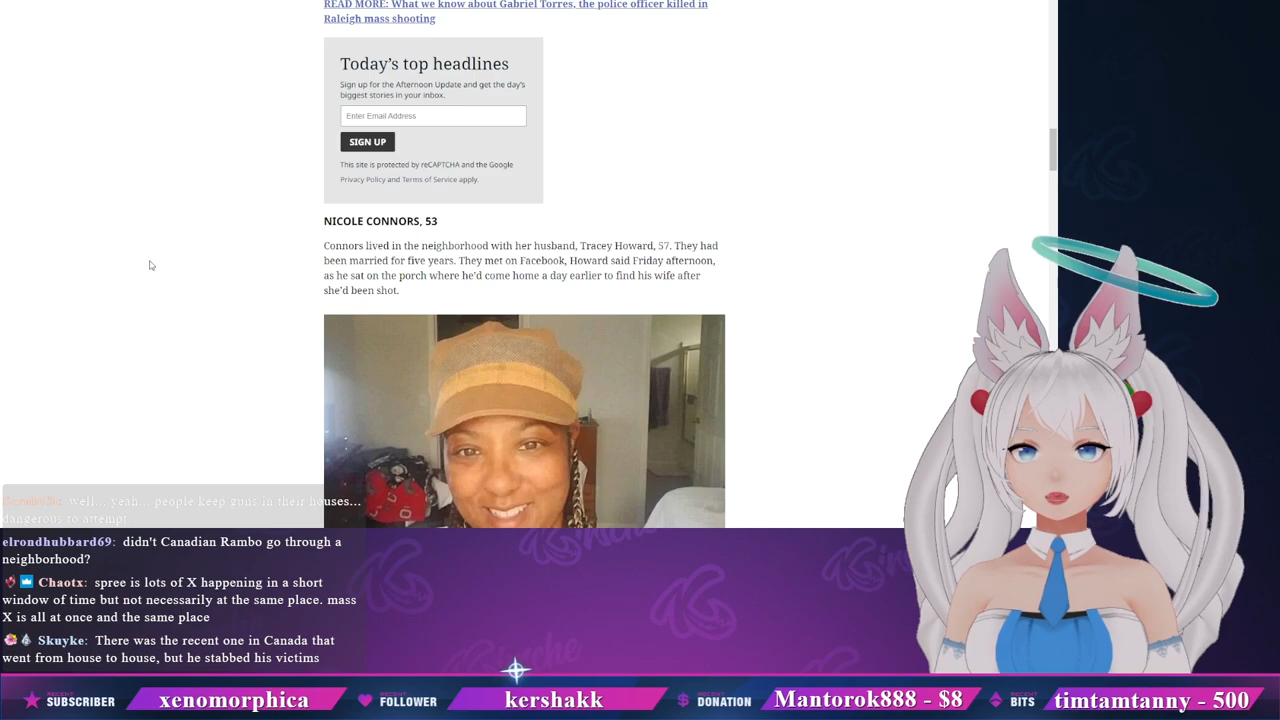 READ MORE: What we know about Gabriel Torres, the police officer killed in
Raleigh mass shooting
Today's top headlines
Sign up for the Afternoon Update and get the day's
biggest stories in your inbox.
Enter Email Address
SIGN UP
This site is protected by reCAPTCHA and the Google
Privacy Policy and Terms of Service apply.
NICOLE CONNORS, 53
Connors lived in the neighborhood with her husband, Tracey Howard, 57. They had
been married for five years. They met on Facebook, Howard said Friday afternoon,
as he sat on the porch where he'd come home a day earlier to find his wife after
she'd been shot.
well... yeah... people keep guns in their houses...
dangerous to attempt
elrondhubbard69: didn't Canadian Rambo go through a
neighborhood?
Chaotx: spree is lots of X happening in a short
window of time but not necessarily at the same place. mass
X is all at once and the same place
Skuyke: There was the recent one in Canada that
went from house to house, but he stabbed his victims
RECENT SUBSCRIBER xenomorphica RECENT FOLLOWER kershakk RECENT DONATION Mantorok888 - $8 RECENT BITS timtamtanny - 500